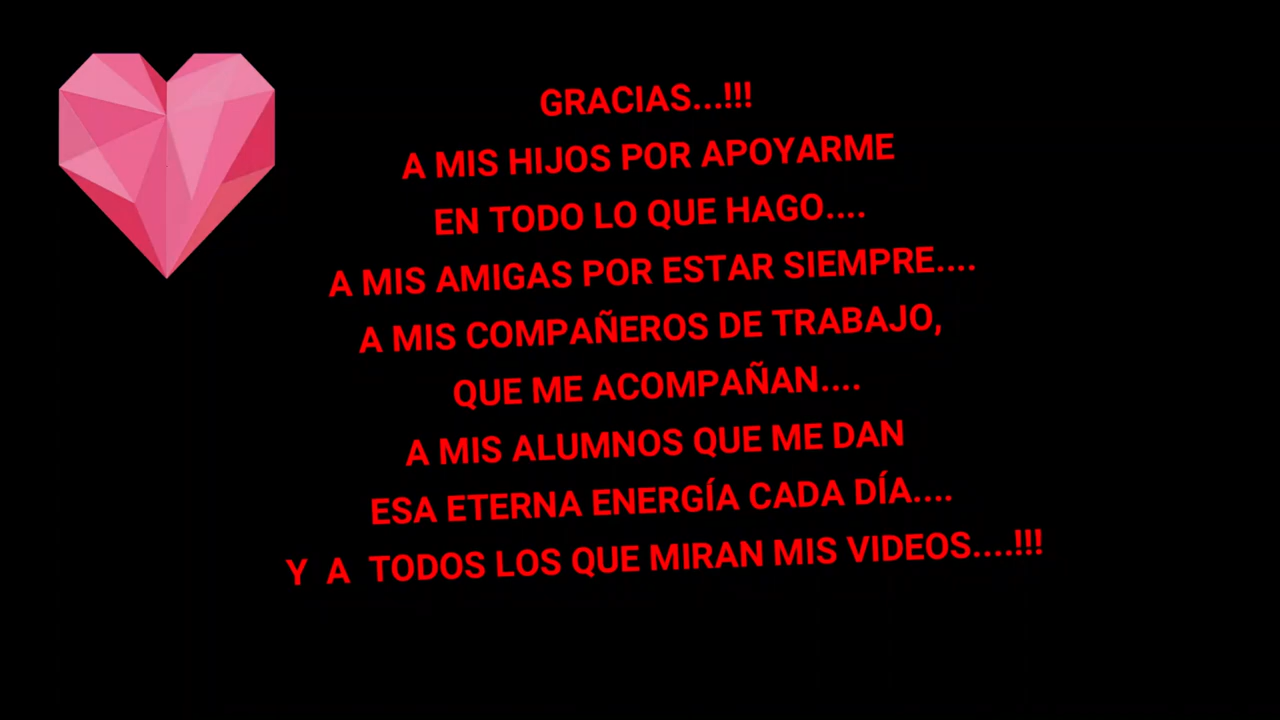 GRACIAS...!!!
A MIS HIJOS POR APOYARME
EN TODO LO QUE HAGO....
A MIS AMIGAS POR ESTAR SIEMPRE....
A MIS COMPAÑEROS DE TRABAJO,
QUE ME ACOMPAÑAN....
A MIS ALUMNOS QUE ME DAN
ESA ETERNA ENERGÍA CADA DÍA....
Y A TODOS LOS QUE MIRAN MIS VIDEOS....!!!